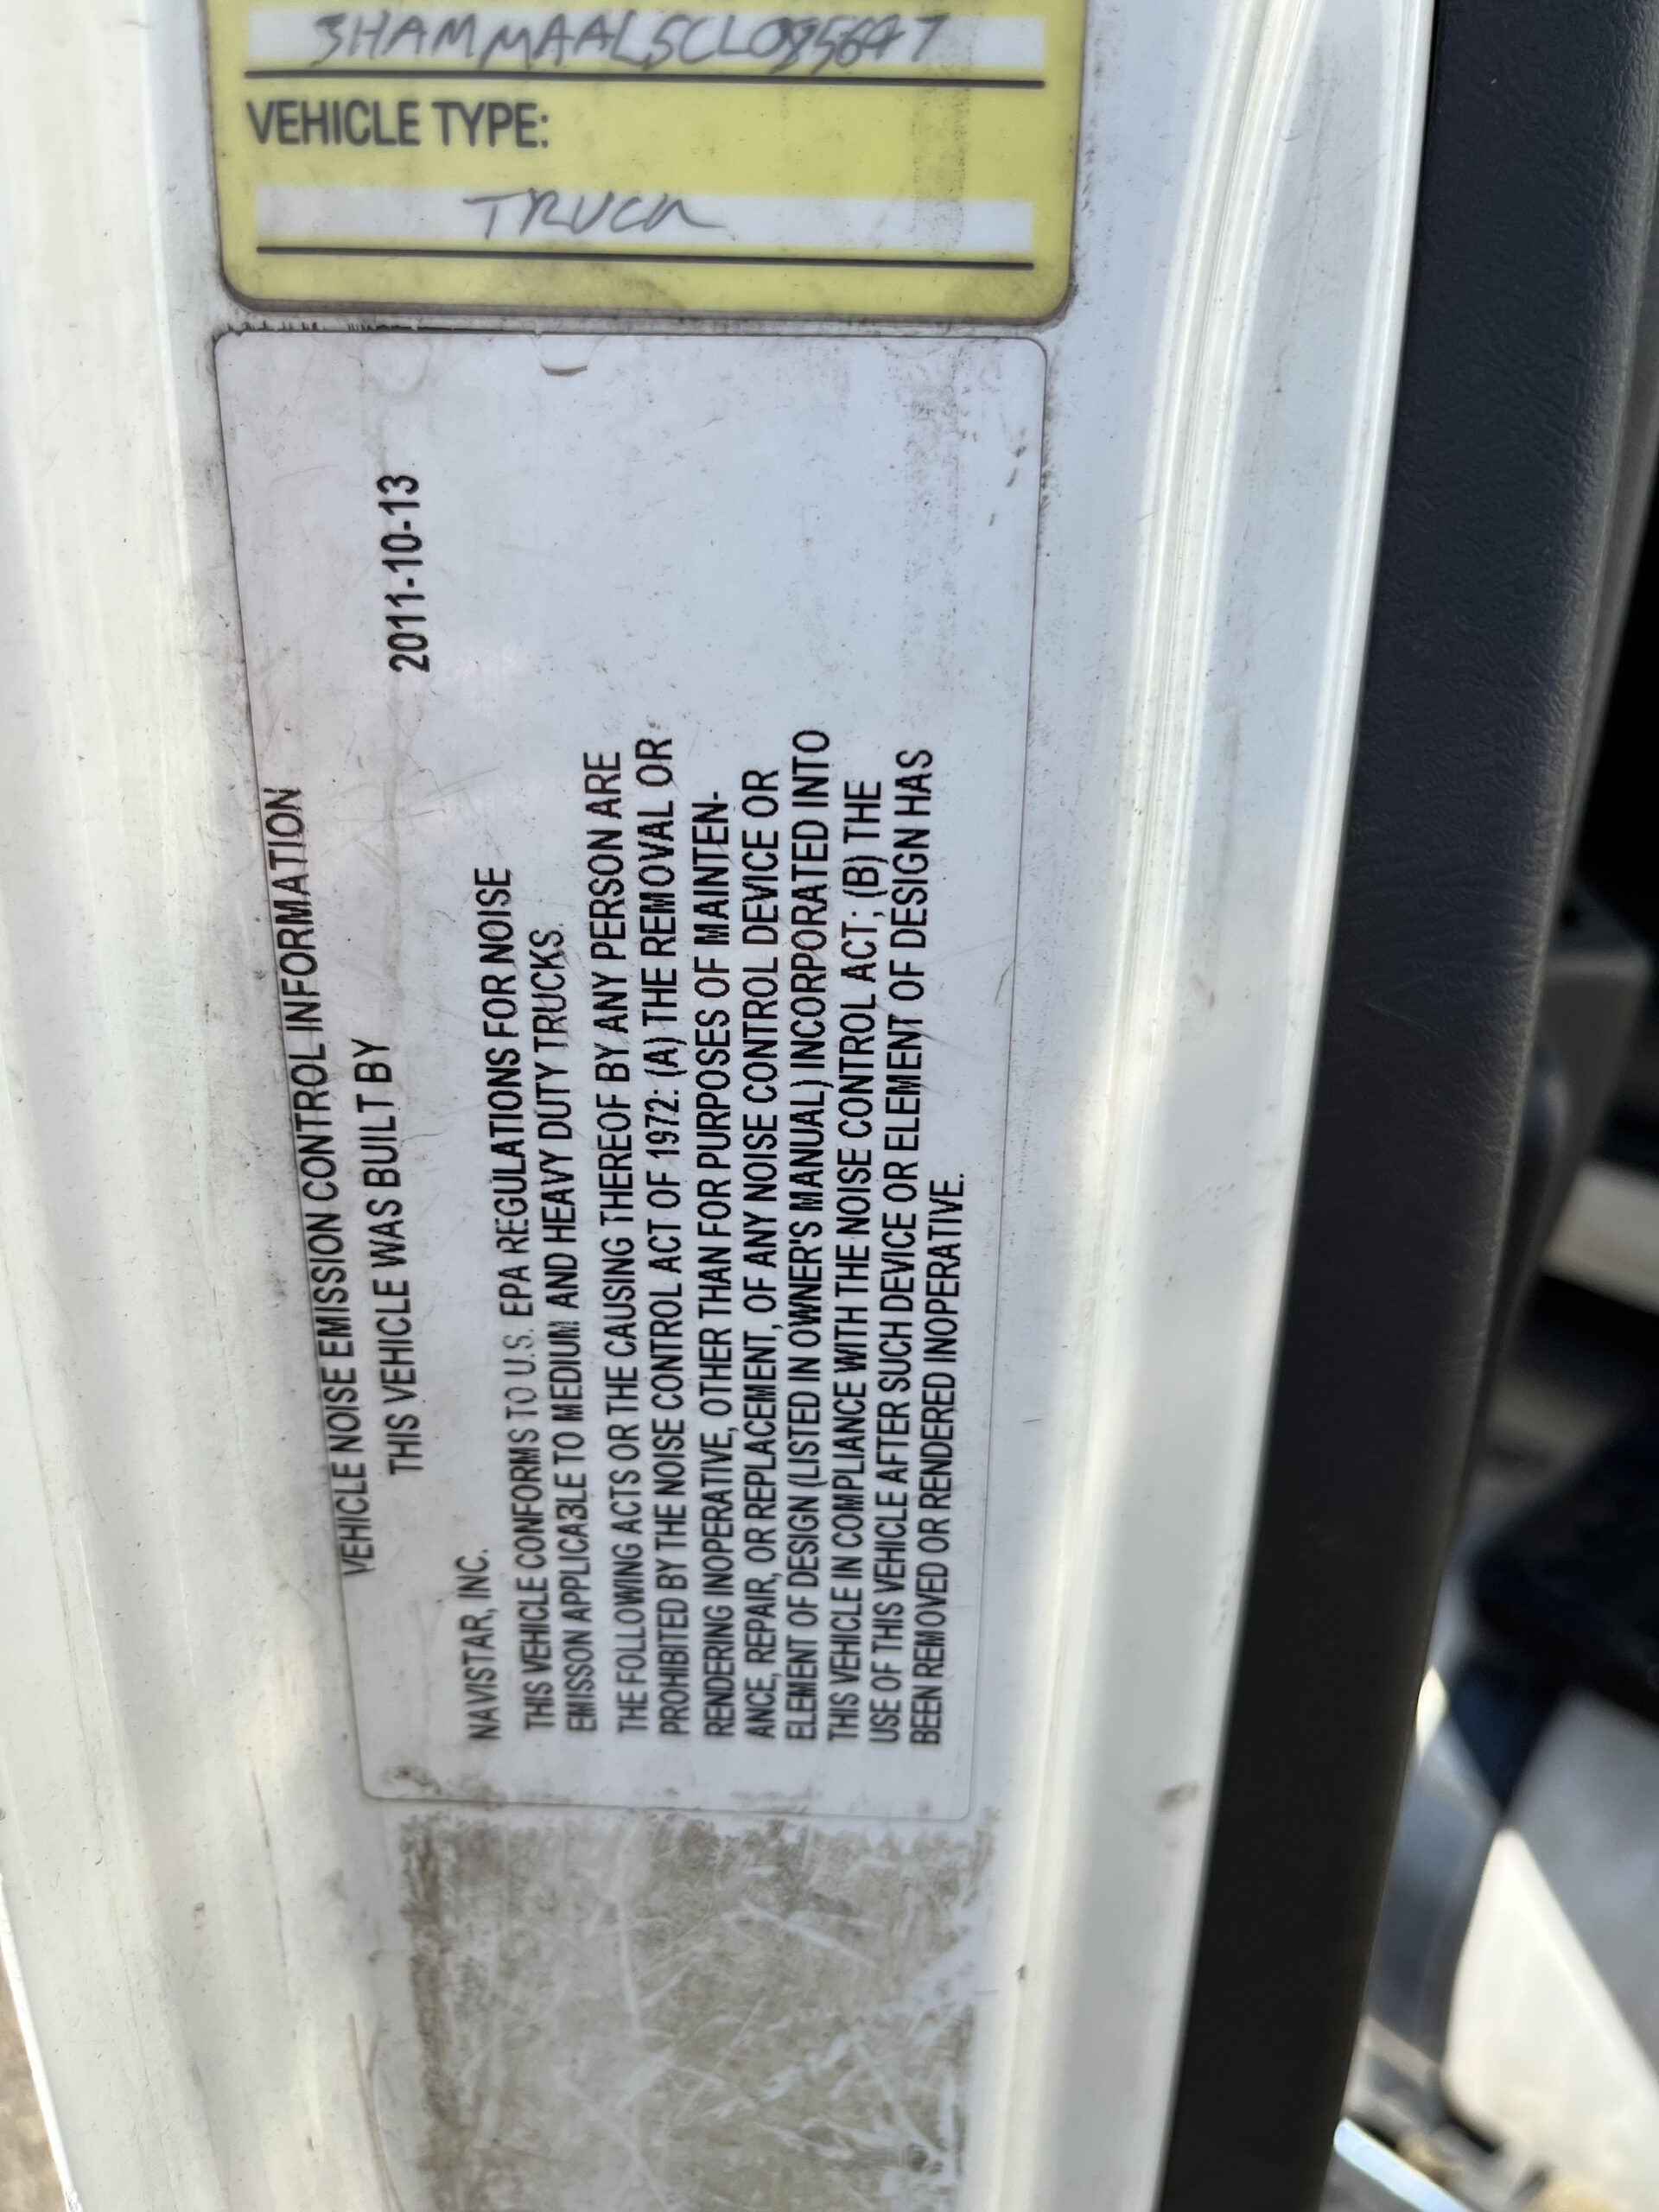 3HAMMAAL5CL085647
VEHICLE TYPE:
TRUCK
VEHICLE NOISE EMISSION CONTROL INFORMATION
THIS VEHICLE WAS BUILT BY
2011-10-13
NAVISTAR, INC.
THIS VEHICLE CONFORMS TO U.S. EPA REGULATIONS FOR NOISE
EMISSON APPLICABLE TO MEDIUM AND HEAVY DUTY TRUCKS.
THE FOLLOWING ACTS OR THE CAUSING THEREOF BY ANY PERSON ARE
PROHIBITED BY THE NOISE CONTROL ACT OF 1972: (A) THE REMOVAL OR
RENDERING INOPERATIVE, OTHER THAN FOR PURPOSES OF MAINTEN-
ANCE, REPAIR, OR REPLACEMENT, OF ANY NOISE CONTROL DEVICE OR
ELEMENT OF DESIGN (LISTED IN OWNER'S MANUAL) INCORPORATED INTO
THIS VEHICLE IN COMPLIANCE WITH THE NOISE CONTROL ACT; (B) THE
USE OF THIS VEHICLE AFTER SUCH DEVICE OR ELEMENT OF DESIGN HAS
BEEN REMOVED OR RENDERED INOPERATIVE.